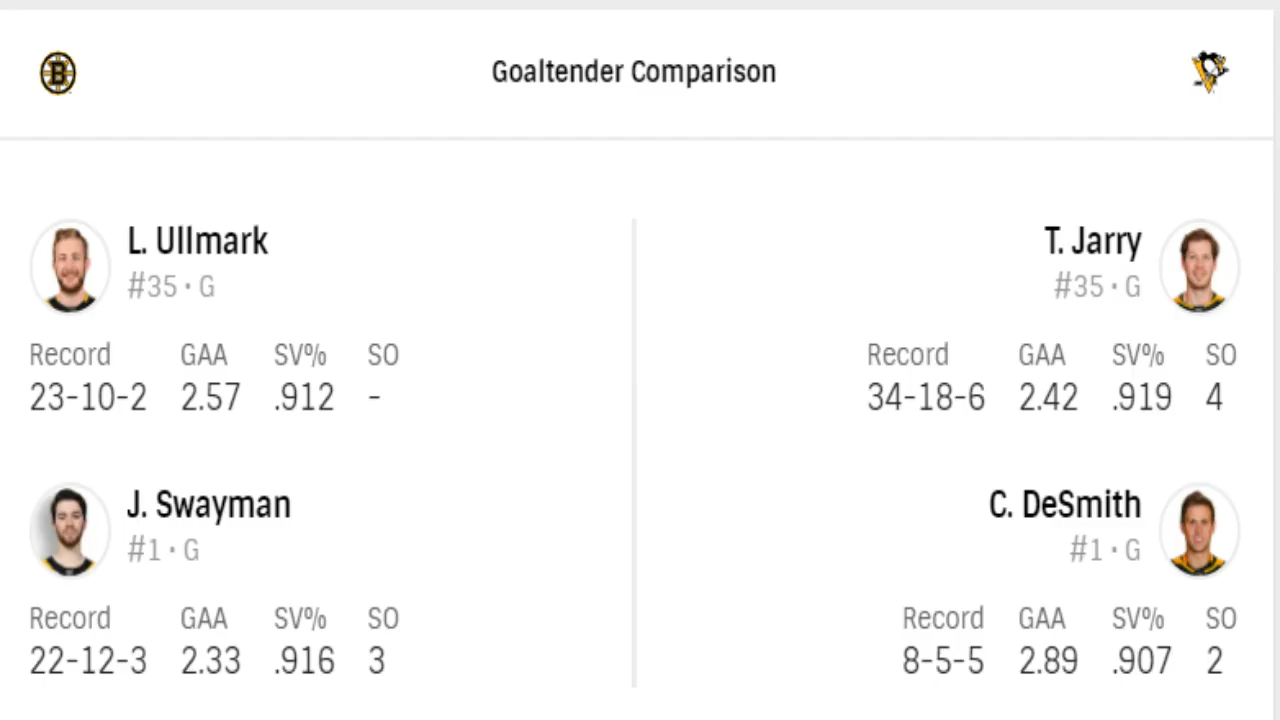 B
Goaltender Comparison
L. Ullmark
#35 · G
Record GAA SV% SO
23-10-2 2.57 .912 -
J. Swayman
#1 · G
Record GAA SV% SO
22-12-3 2.33 .916 3
T. Jarry
#35 · G
Record GAA SV% SO
34-18-6 2.42 .919 4
C. DeSmith
#1 · G
Record GAA SV% SO
8-5-5 2.89 .907 2